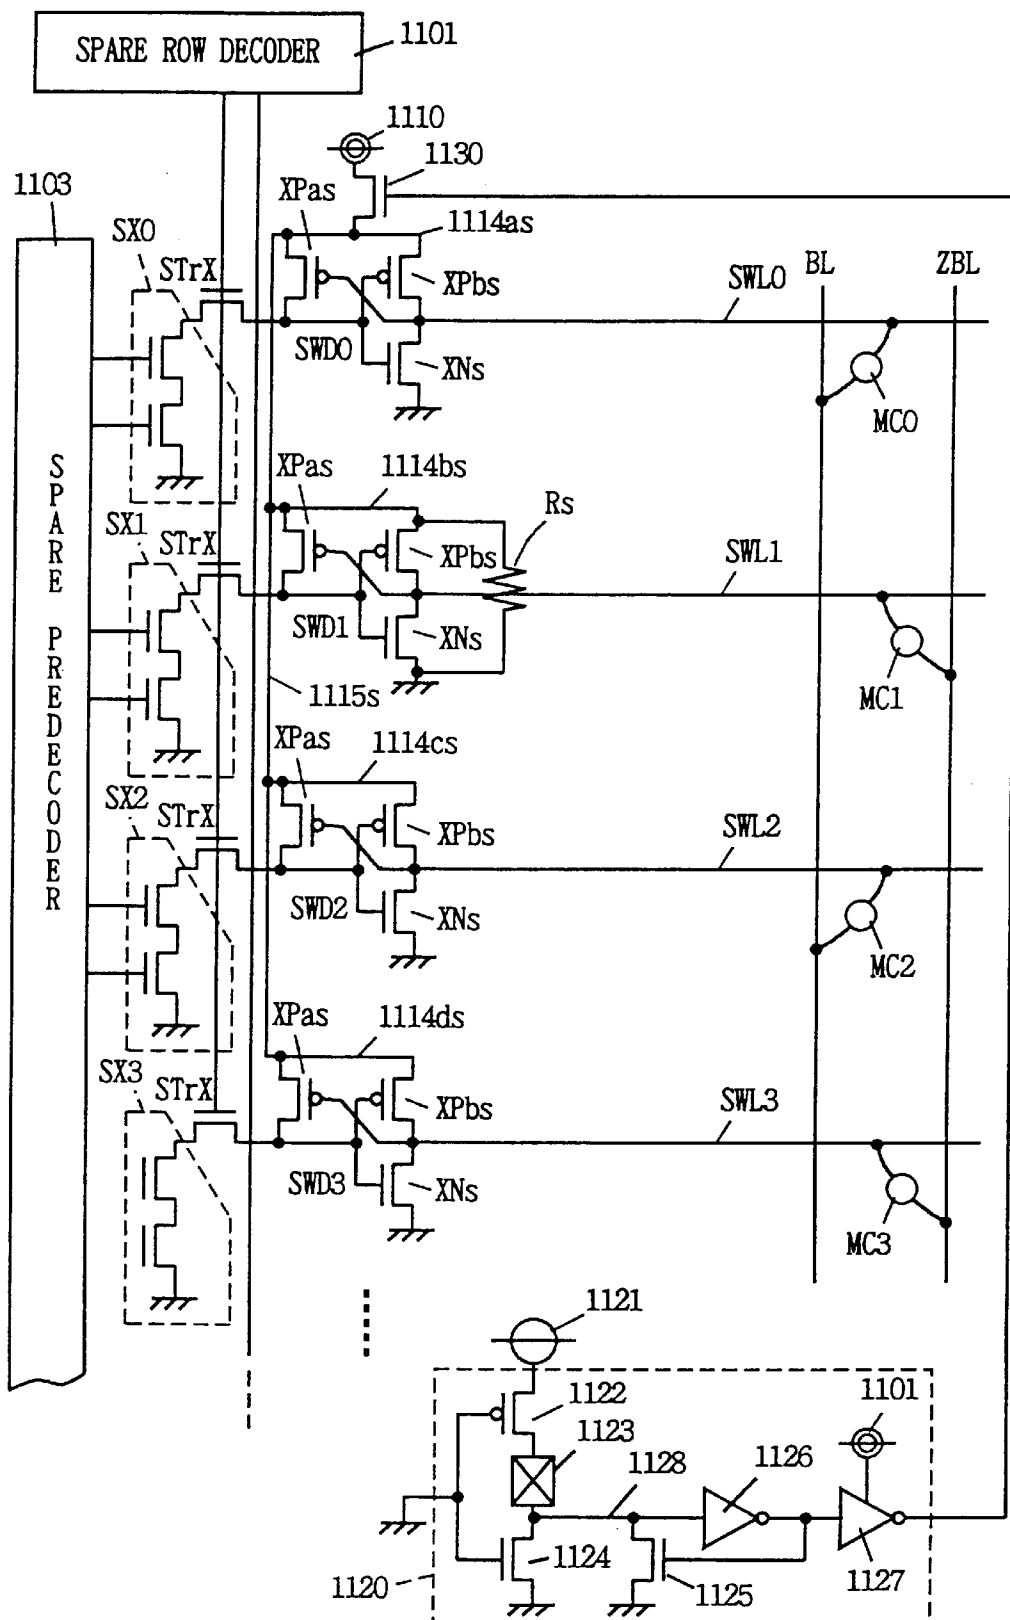 SPARE ROW DECODER
1101
1110
1130
1103
XPas
1114as
SX0
STrX
XPbs
SWL0
BL
ZBL
SWD0
XNs
MC0
SPARE PREDECODER
XPas
1114bs
Rs
SX1
STrX
XPbs
SWL1
SWD1
XNs
1115s
MC1
XPas
1114cs
SX2
STrX
XPbs
SWL2
SWD2
XNs
MC2
XPas
1114ds
SX3
STrX
XPbs
SWL3
SWD3
XNs
MC3
1121
1122
1101
1123
1128
1126
1124
1125
1127
1120